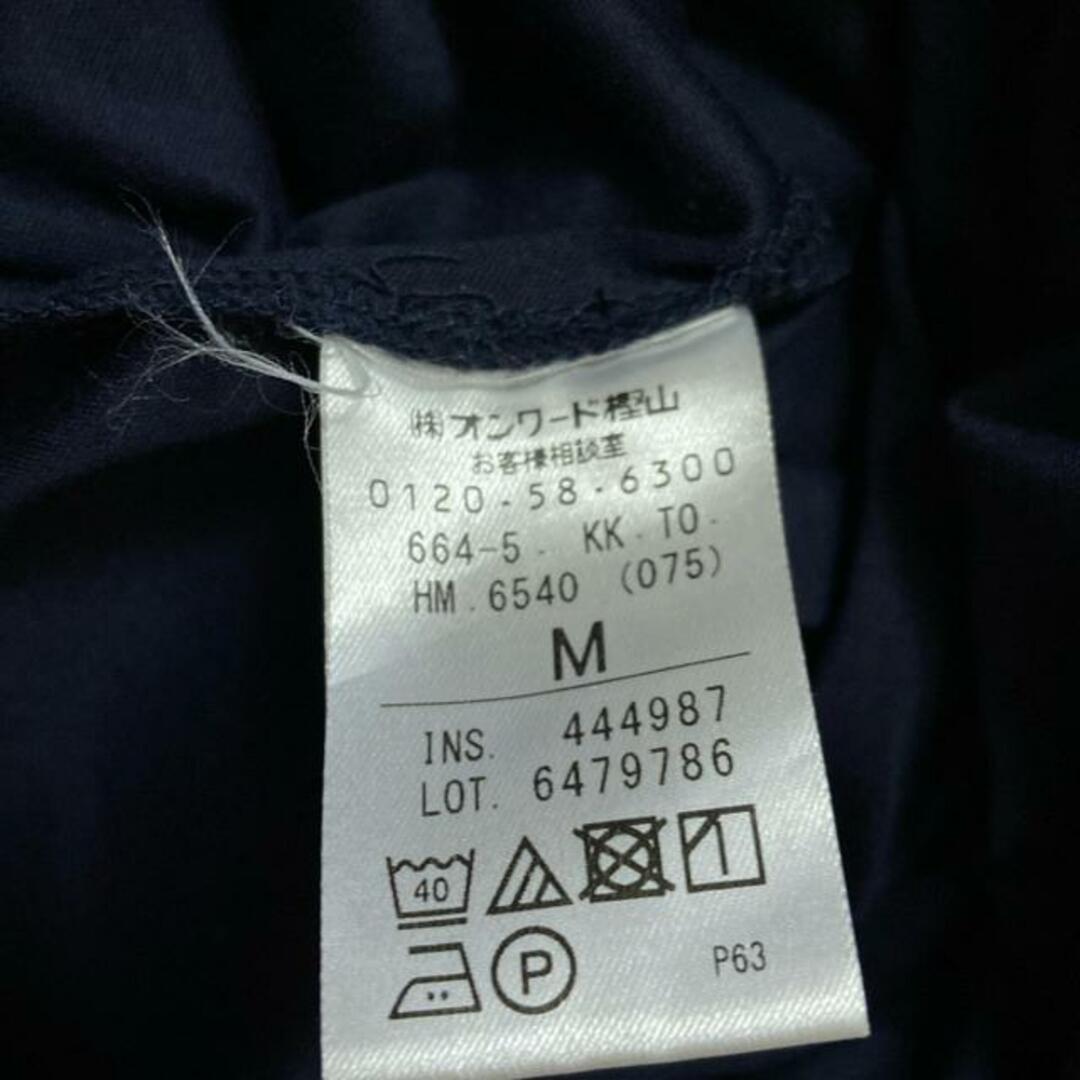 ㈱オンワード樫山
お客様相談室
0120-58-6300
664-5. KK.TO.
HM.6540 (075)
M
INS. 444987
LOT. 6479786
40
P
P63